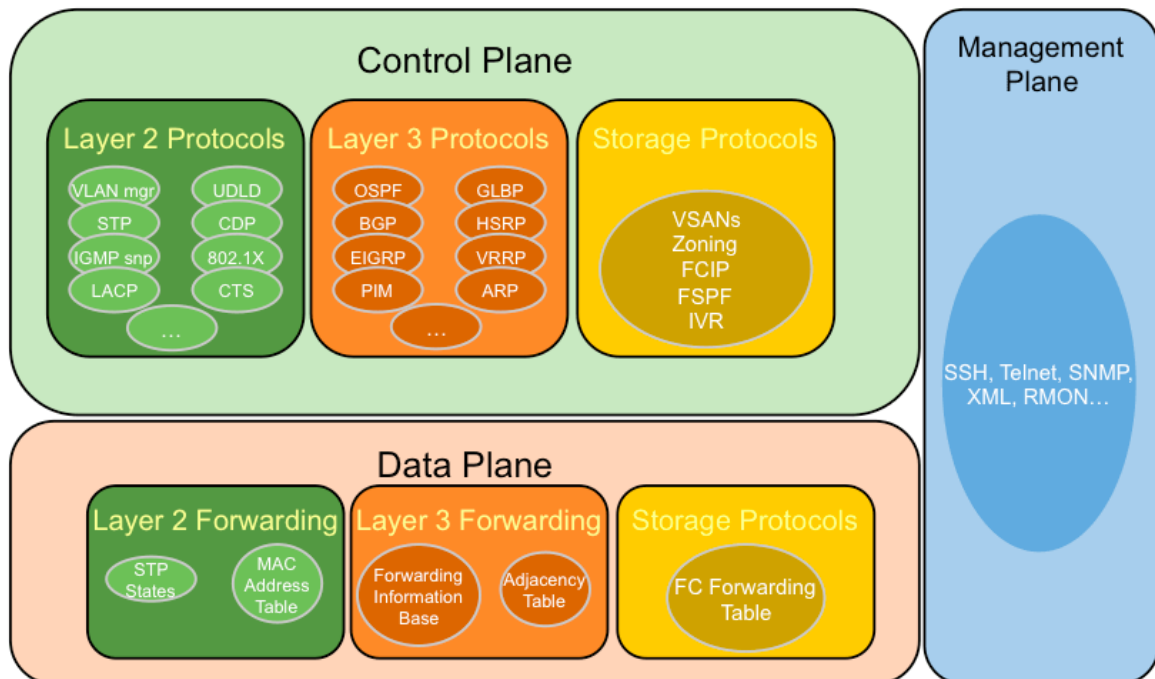 Control Plane
Layer 2 Protocols
VLAN mgr
UDLD
STP
CDP
IGMP snp
802.1X
LACP
CTS
...
Layer 3 Protocols
OSPF
GLBP
BGP
HSRP
EIGRP
VRRP
PIM
ARP
...
Storage Protocols
VSANs
Zoning
FCIP
FSPF
IVR
Data Plane
Layer 2 Forwarding
STP
States
MAC
Address
Table
Layer 3 Forwarding
Forwarding
Information
Base
Adjacency
Table
Storage Protocols
FC Forwarding
Table
Management
Plane
SSH, Telnet, SNMP,
XML, RMON...